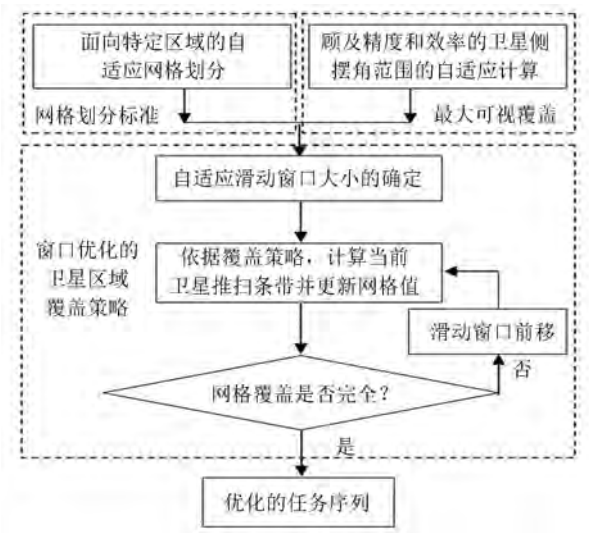 面向特定区域的自
适应网格划分
顾及精度和效率的卫星侧
摆角范围的自适应计算
网格划分标准
最大可视覆盖
自适应滑动窗口大小的确定
窗口优化的
卫星区域
覆盖策略
依据覆盖策略，计算当前
卫星推扫条带并更新网格值
滑动窗口前移
网格覆盖是否完全？
否
是
优化的任务序列